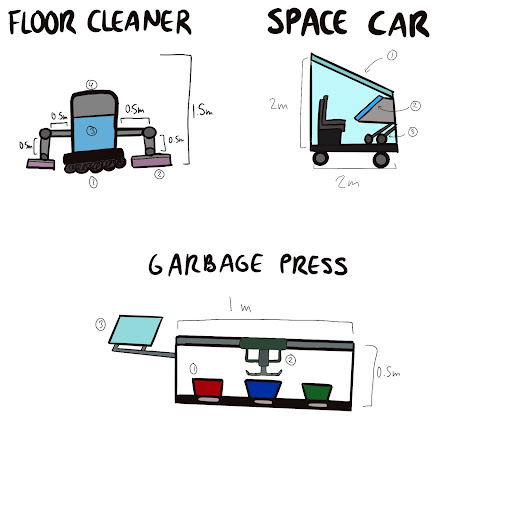 FLOOR CLEANER
SPACE CAR
①
④
0.5m
0.5m
1.5m
2m
②
③
0.5m
0.5m
③
①
②
2m
GARBAGE PRESS
1 m
③
②
①
0.5m